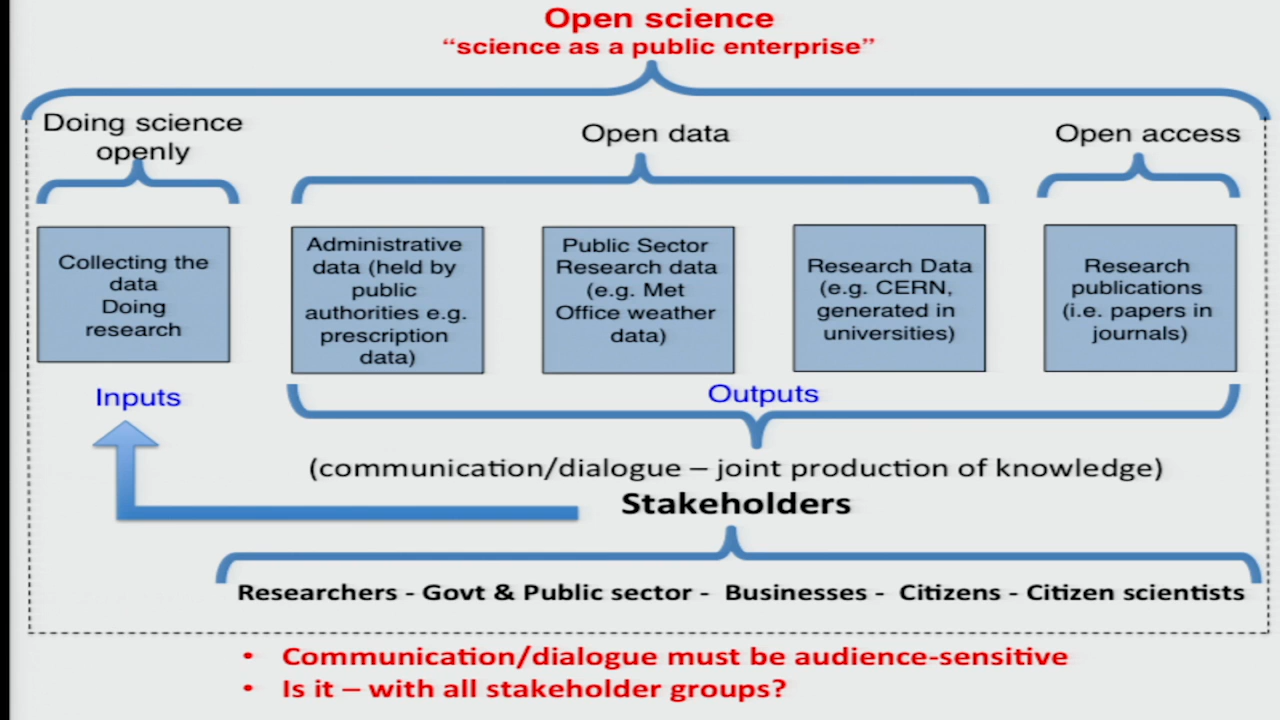 Open science
“science as a public enterprise”
Doing science
openly
Open data
Open access
Collecting the
data
Doing
research
Administrative
data (held by
public
authorities e.g.
prescription
data)
Public Sector
Research data
(e.g. Met
Office weather
data)
Research Data
(e.g. CERN,
generated in
universities)
Research
publications
(i.e. papers in
journals)
Inputs
Outputs
(communication/dialogue – joint production of knowledge)
Stakeholders
Researchers - Govt & Public sector - Businesses - Citizens - Citizen scientists
• Communication/dialogue must be audience-sensitive
• Is it – with all stakeholder groups?